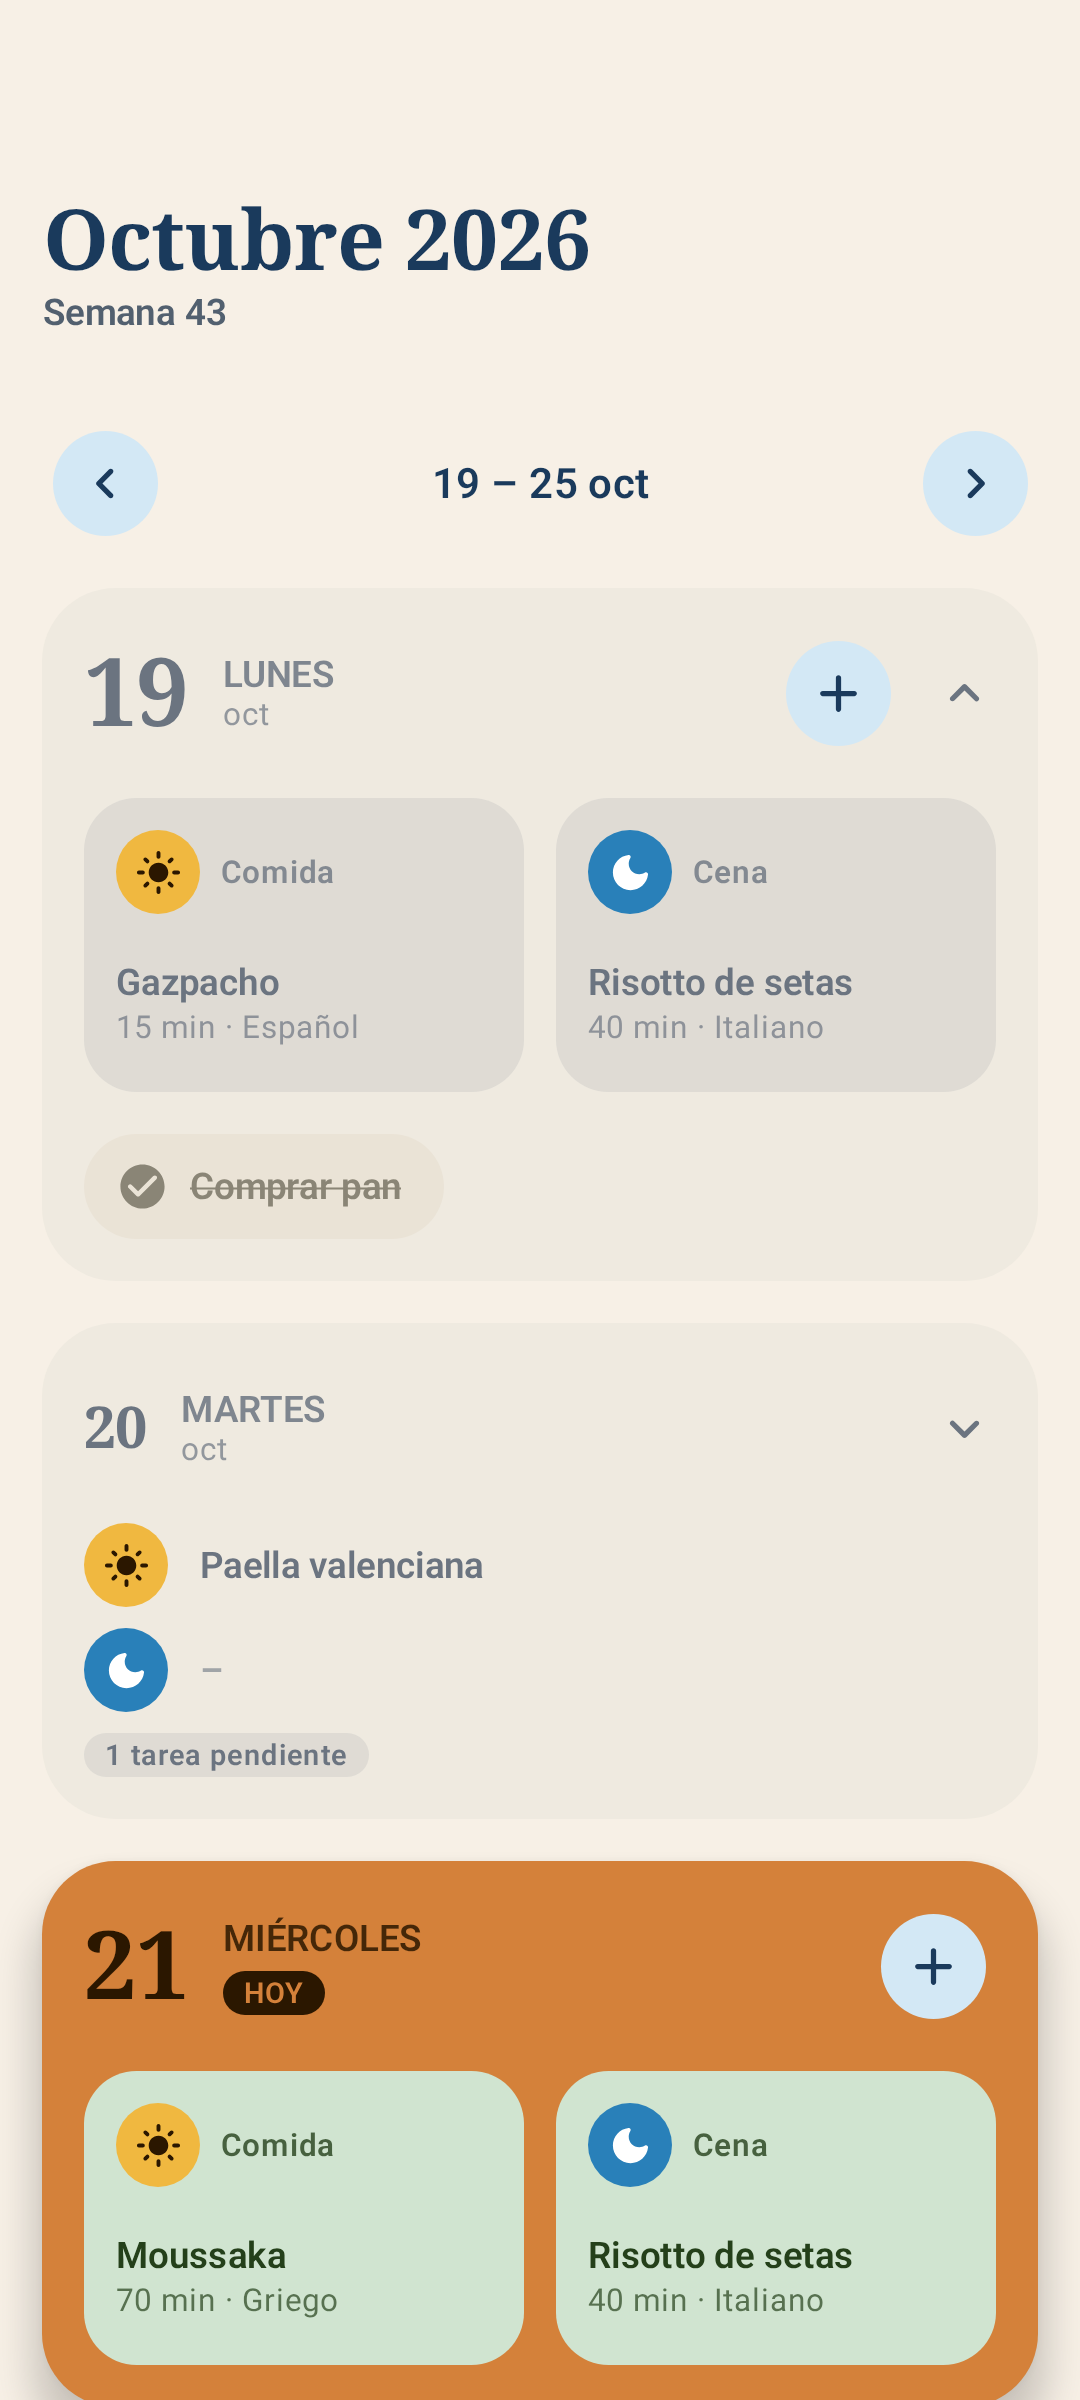 Octubre 2026
Semana 43
19 – 25 oct
19
LUNES
oct
Comida
Gazpacho
15 min · Español
Cena
Risotto de setas
40 min · Italiano
Comprar pan
20
MARTES
oct
Paella valenciana
–
1 tarea pendiente
21
MIÉRCOLES
HOY
Comida
Moussaka
70 min · Griego
Cena
Risotto de setas
40 min · Italiano